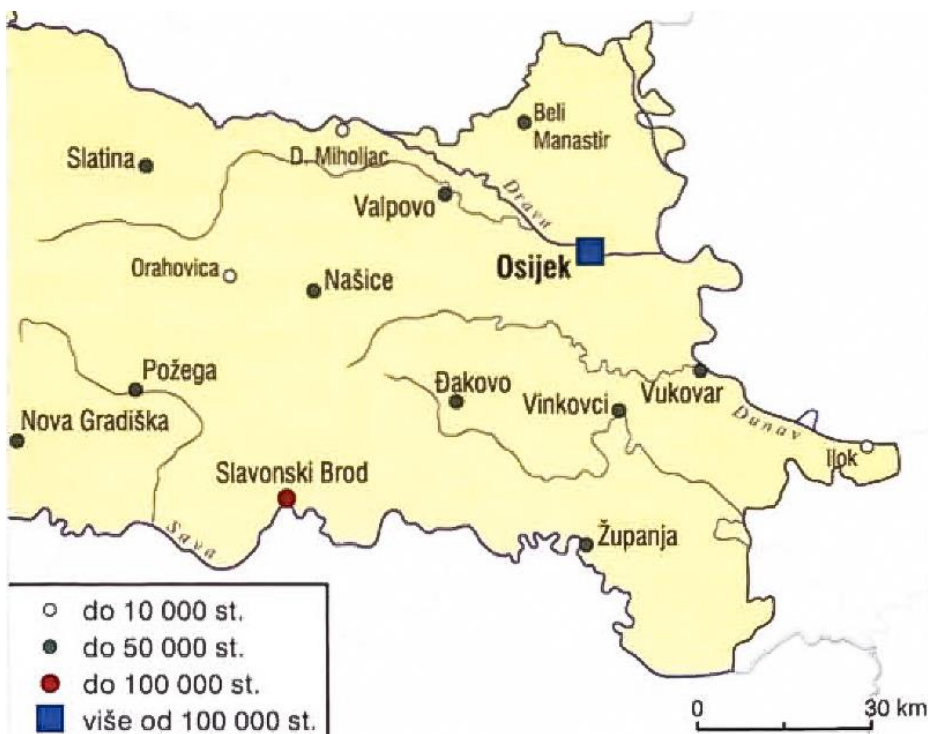 Beli
Manastir
D. Miholjac
Slatina
Valpovo
Drava
Osijek
Orahovica
Našice
Požega
Đakovo
Vinkovci
Vukovar
Nova Gradiška
Dunav
Ilok
Slavonski Brod
Sava
Županja
do 10 000 st.
do 50 000 st.
do 100 000 st.
više od 100 000 st.
0 30 km